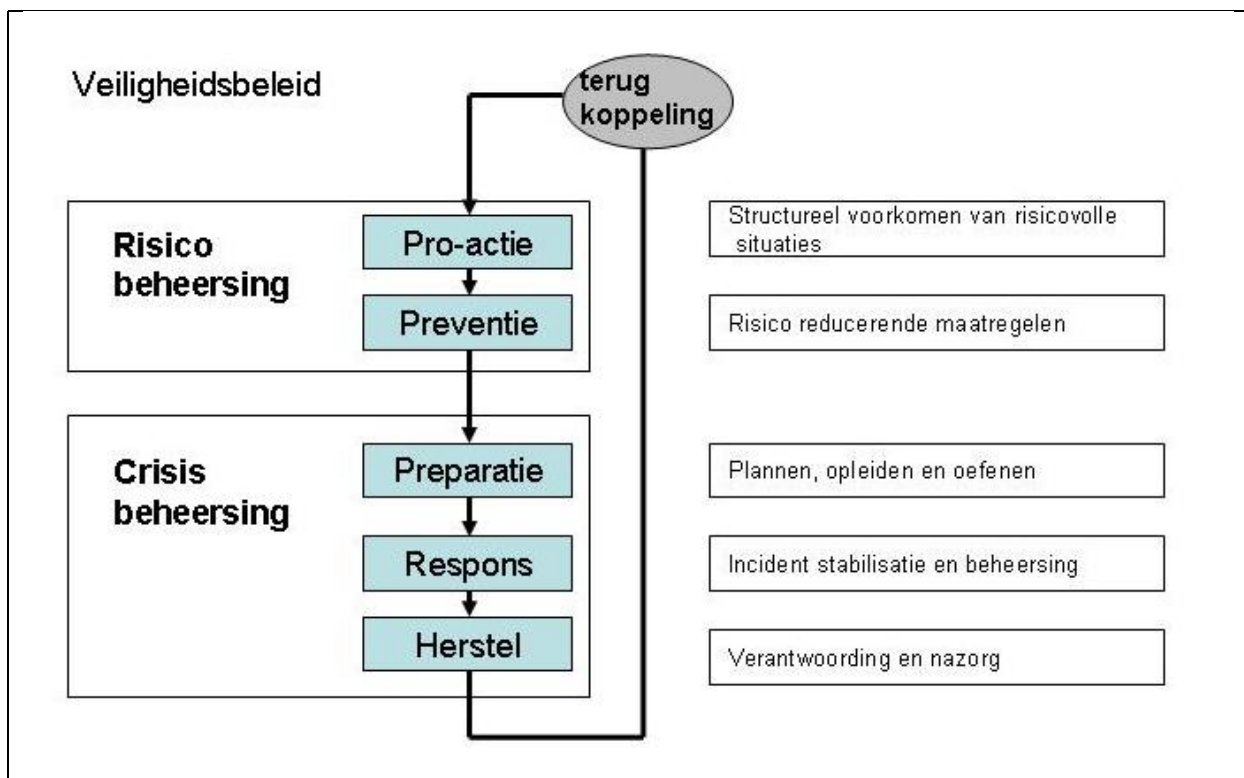 Veiligheidsbeleid
terug
koppeling
Risico
beheersing
Pro-actie
Structureel voorkomen van risicovolle
situaties
Preventie
Risico reducerende maatregelen
Crisis
beheersing
Preparatie
Plannen, opleiden en oefenen
Respons
Incident stabilisatie en beheersing
Herstel
Verantwoording en nazorg